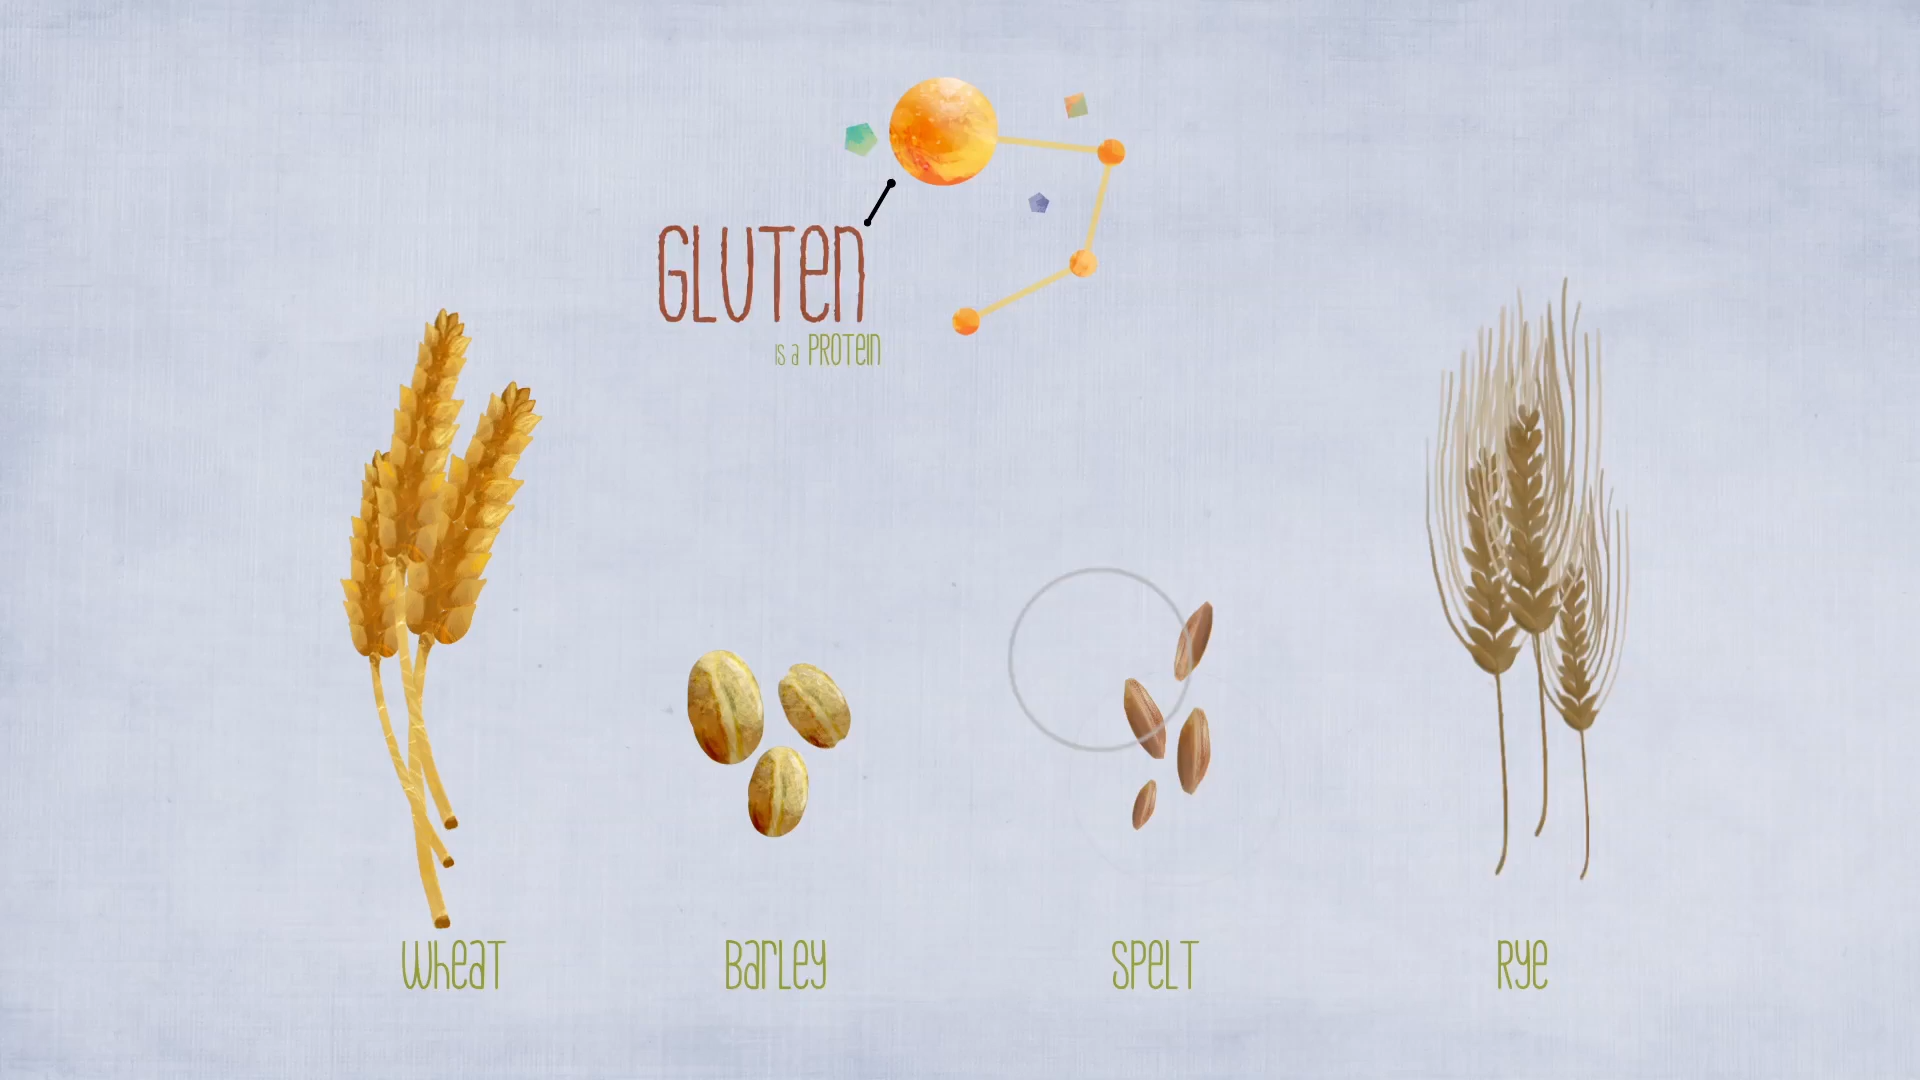 GLUTEN
is a PROTEIN
Wheat
Barley
Spelt
Rye